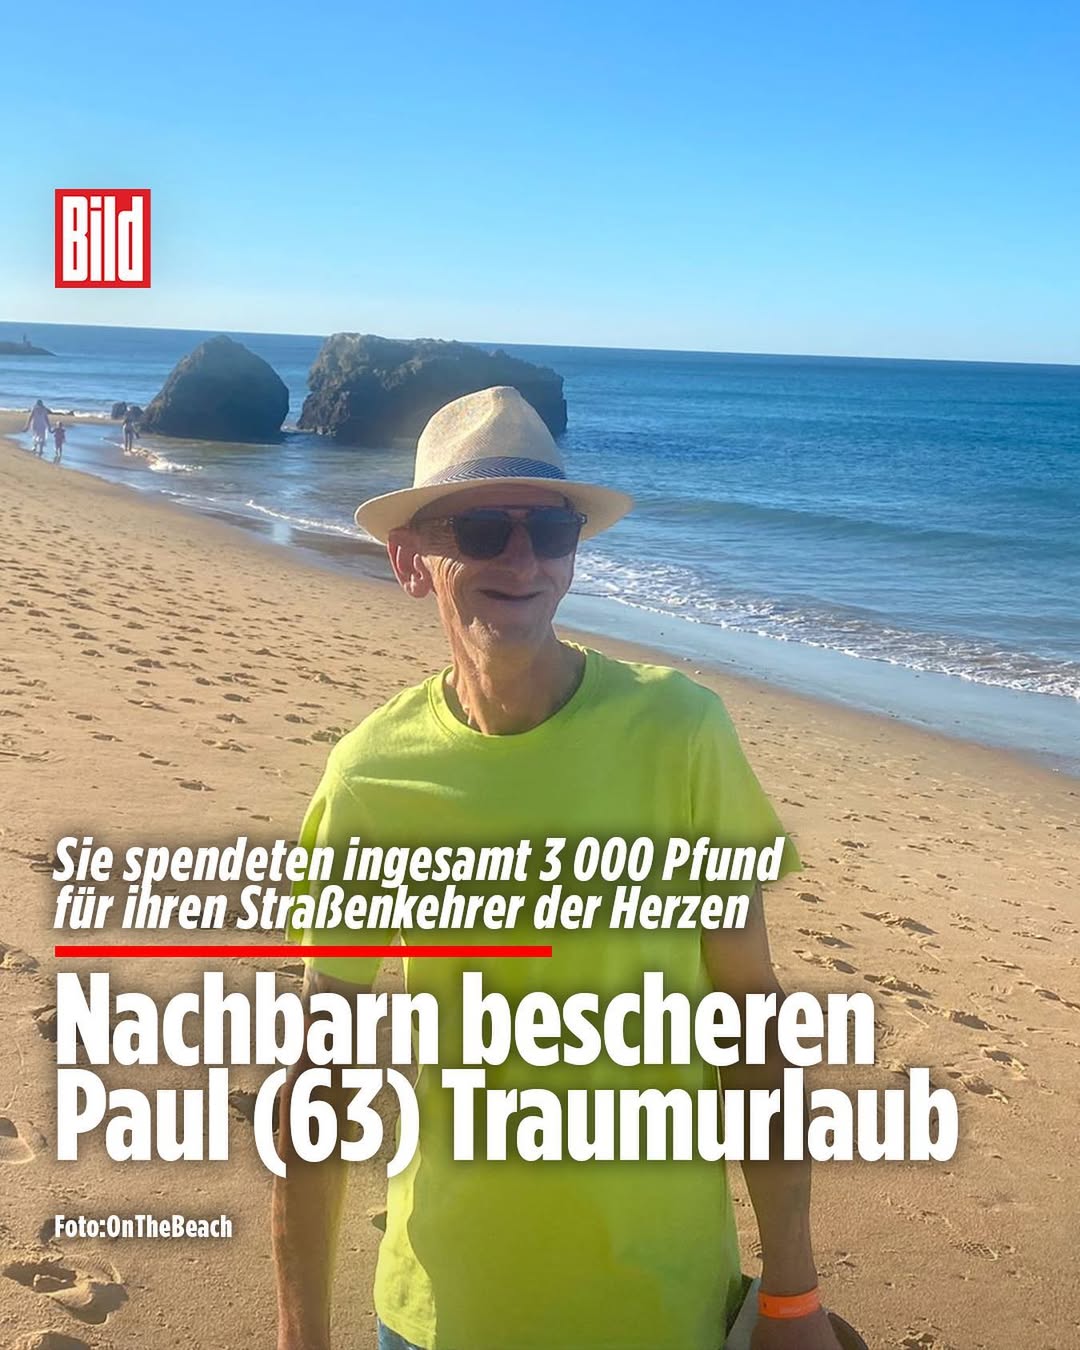 Bild
Sie spendeten ingesamt 3 000 Pfund
für ihren Straßenkehrer der Herzen
Nachbarn bescheren
Paul (63) Traumurlaub
Foto:OnTheBeach